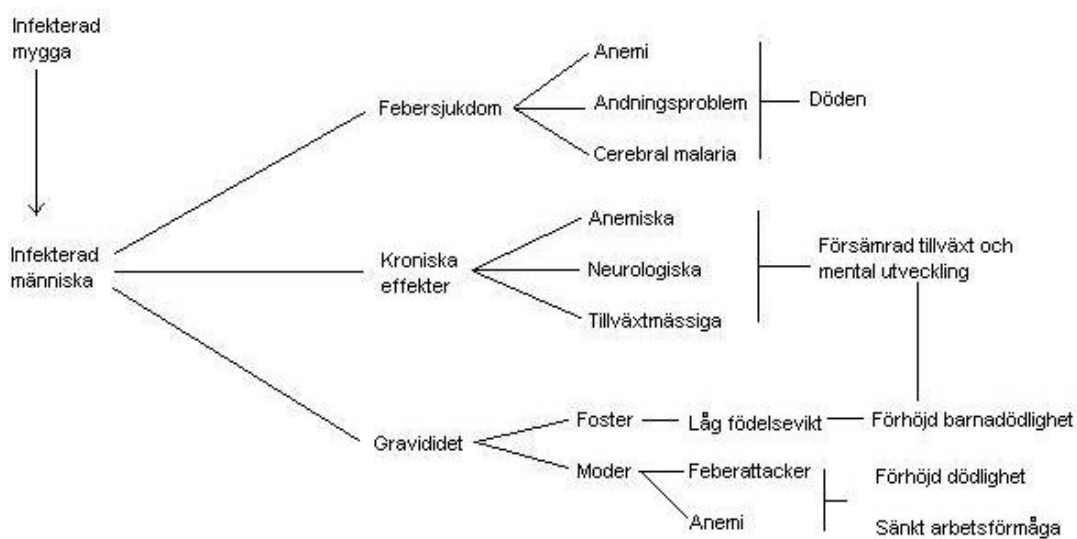 Infekterad
mygga
Anemi
Febersjukdom
Andningsproblem
Döden
Cerebral malaria
Infekterad
människa
Kroniska
effekter
Anemiska
Neurologiska
Tillväxtmässiga
Försämrad tillväxt och
mental utveckling
Gravididet
Foster
Låg födelsevikt
Förhöjd barnadödlighet
Moder
Feberattacker
Anemi
Förhöjd dödlighet
Sänkt arbetsförmåga